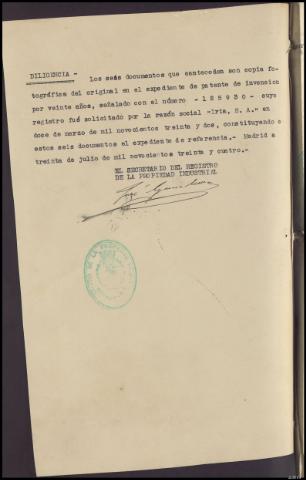 DILIGENCIA - Los seis documentos que antecedem son copia fo-
tográfica del original en el expediente de patente de invencion
por veinte años, señalado con el número - 125930 - cuyo
registro fué solicitado por la razón social "Iria, S. A." en
doce de marzo de mil novecientos treinta y dos, constituyendo
estos seis documentos el expediente de referencia.- Madrid a
treinta de julio de mil novecientos treinta y cuatro.-
EL SECRETARIO DEL REGISTRO
DE LA PROPIEDAD INDUSTRIAL